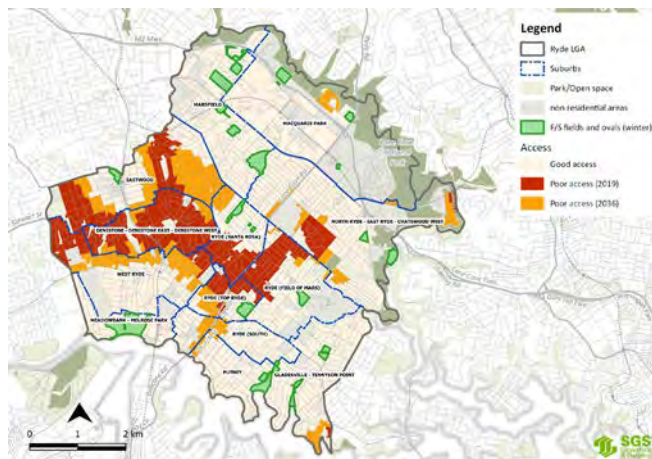 Legend
Ryde LGA
Suburbs
Park/Open space
non residential areas
F/S fields and ovals (winter)
Access
Good access
Poor access (2019)
Poor access (2036)
MARSFIELD
MACQUARIE PARK
EASTWOOD
NORTH RYDE - EAST RYDE - CHATSWOOD WEST
DENISTONE - DENISTONE EAST - DENISTONE WEST
RYDE (SANTA ROSA)
WEST RYDE
RYDE (FIELD OF MARS)
RYDE (TOP RYDE)
MEADOWBANK - MELROSE PARK
RYDE (SOUTH)
PUTNEY
GLADESVILLE - TENNYSON POINT
0 1 2 km
SGS